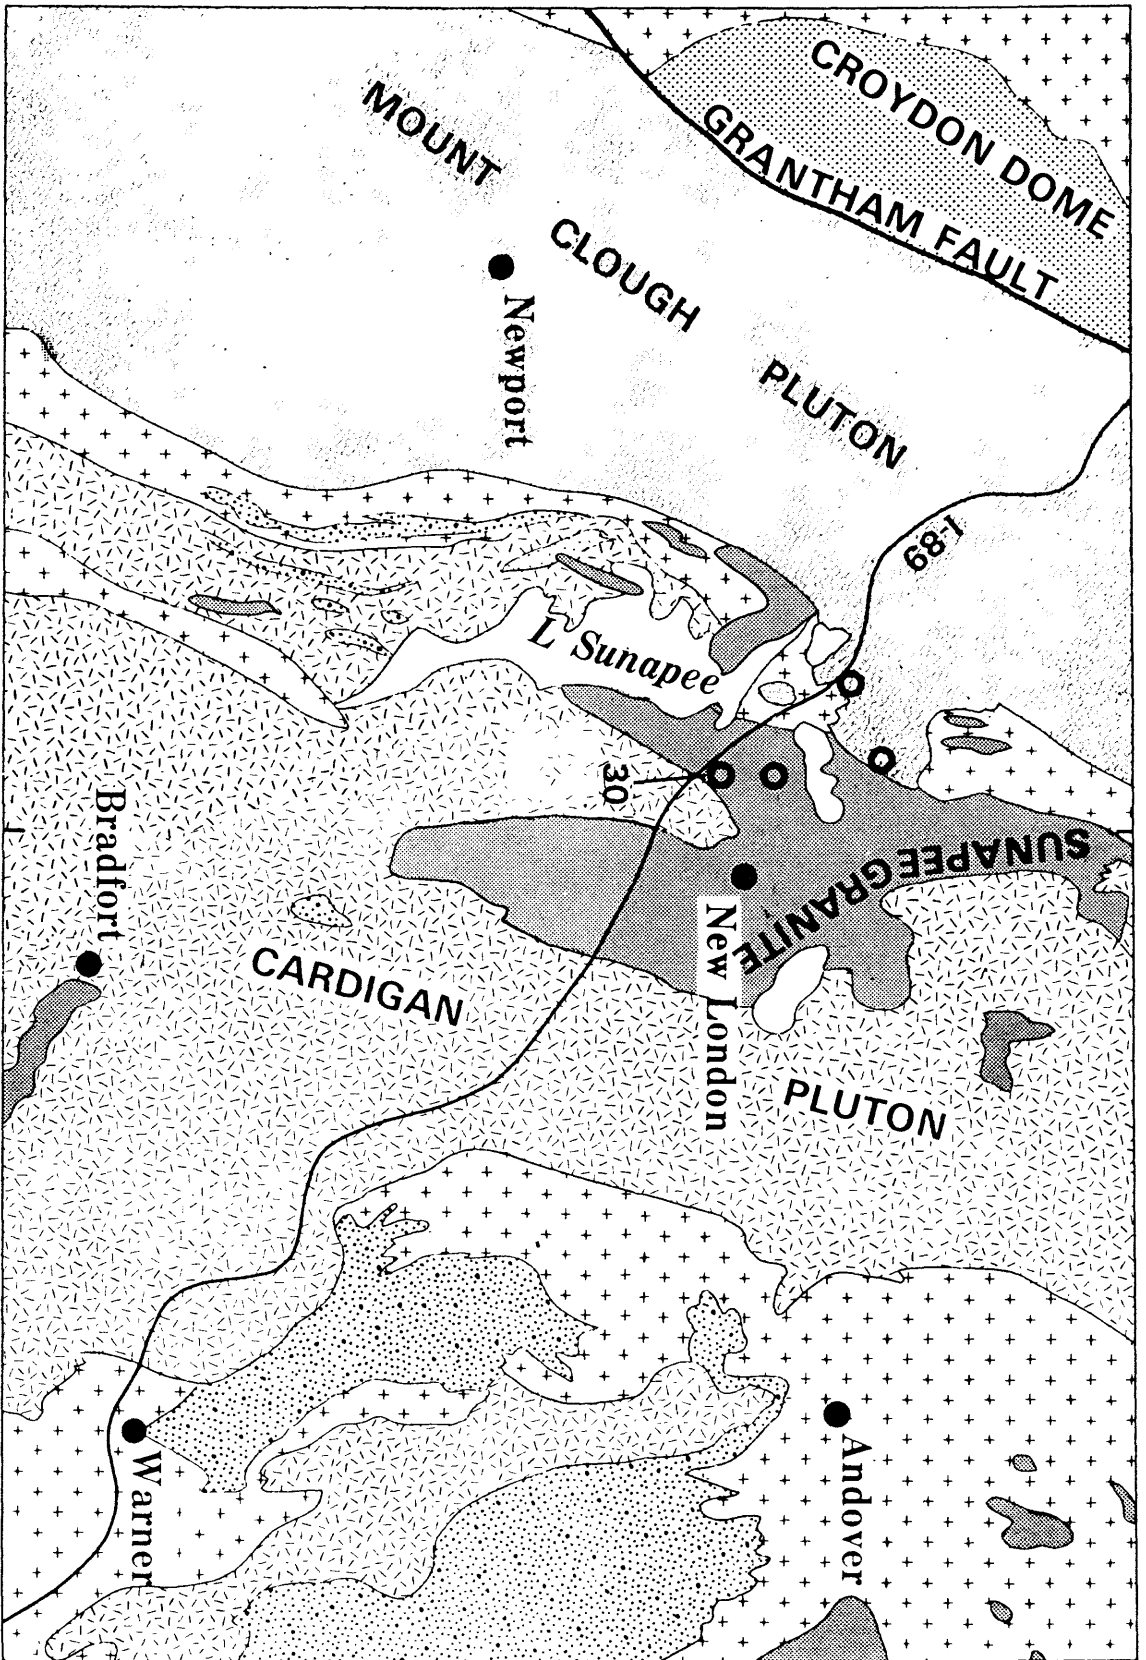 CROYDON DOME
GRANTHAM FAULT
MOUNT
CLOUGH
PLUTON
Newport
I-89
L Sunapee
30
SUNAPEE GRANITE
New London
Bradfort
CARDIGAN
PLUTON
Andover
Warner